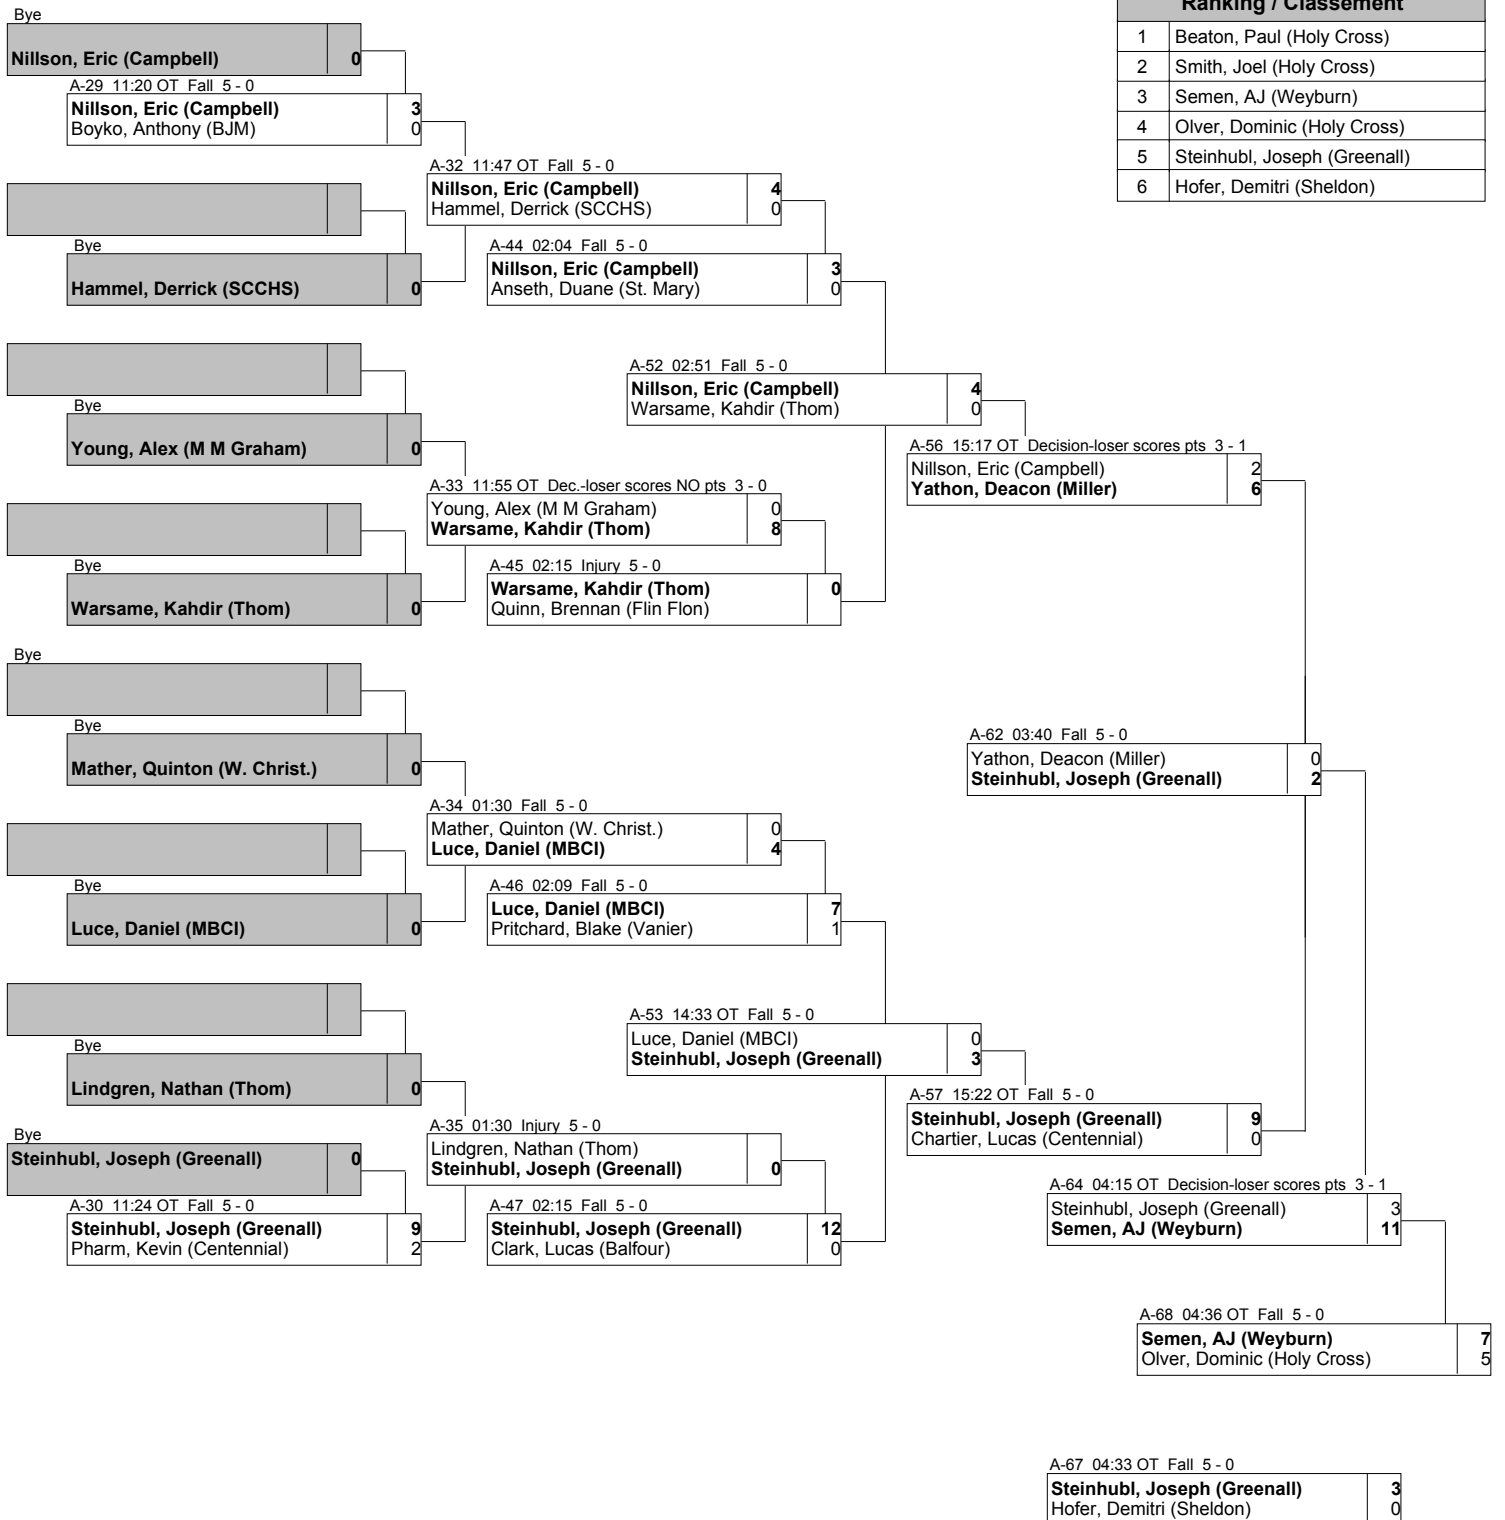 Ranking / Classement
1 Beaton, Paul (Holy Cross)
2 Smith, Joel (Holy Cross)
3 Semen, AJ (Weyburn)
4 Olver, Dominic (Holy Cross)
5 Steinhubl, Joseph (Greenall)
6 Hofer, Demitri (Sheldon)
Bye
Nillson, Eric (Campbell) 0
A-29 11:20 OT Fall 5 - 0
Nillson, Eric (Campbell) 3
Boyko, Anthony (BJM) 0
A-32 11:47 OT Fall 5 - 0
Nillson, Eric (Campbell) 4
Hammel, Derrick (SCCHS) 0
Bye
Hammel, Derrick (SCCHS) 0
A-44 02:04 Fall 5 - 0
Nillson, Eric (Campbell) 3
Anseth, Duane (St. Mary) 0
A-52 02:51 Fall 5 - 0
Nillson, Eric (Campbell) 4
Warsame, Kahdir (Thom) 0
Bye
Young, Alex (M M Graham) 0
A-56 15:17 OT Decision-loser scores pts 3 - 1
Nillson, Eric (Campbell) 2
Yathon, Deacon (Miller) 6
A-33 11:55 OT Dec.-loser scores NO pts 3 - 0
Young, Alex (M M Graham) 0
Warsame, Kahdir (Thom) 8
Bye
Warsame, Kahdir (Thom) 0
A-45 02:15 Injury 5 - 0
Warsame, Kahdir (Thom) 0
Quinn, Brennan (Flin Flon)
Bye
Bye
Mather, Quinton (W. Christ.) 0
A-62 03:40 Fall 5 - 0
Yathon, Deacon (Miller) 0
Steinhubl, Joseph (Greenall) 2
A-34 01:30 Fall 5 - 0
Mather, Quinton (W. Christ.) 0
Luce, Daniel (MBCI) 4
Bye
Luce, Daniel (MBCI) 0
A-46 02:09 Fall 5 - 0
Luce, Daniel (MBCI) 7
Pritchard, Blake (Vanier) 1
A-53 14:33 OT Fall 5 - 0
Luce, Daniel (MBCI) 0
Steinhubl, Joseph (Greenall) 3
Bye
Lindgren, Nathan (Thom) 0
A-57 15:22 OT Fall 5 - 0
Steinhubl, Joseph (Greenall) 9
Chartier, Lucas (Centennial) 0
A-35 01:30 Injury 5 - 0
Lindgren, Nathan (Thom)
Steinhubl, Joseph (Greenall) 0
Bye
Steinhubl, Joseph (Greenall) 0
A-30 11:24 OT Fall 5 - 0
Steinhubl, Joseph (Greenall) 9
Pharm, Kevin (Centennial) 2
A-47 02:15 Fall 5 - 0
Steinhubl, Joseph (Greenall) 12
Clark, Lucas (Balfour) 0
A-64 04:15 OT Decision-loser scores pts 3 - 1
Steinhubl, Joseph (Greenall) 3
Semen, AJ (Weyburn) 11
A-68 04:36 OT Fall 5 - 0
Semen, AJ (Weyburn) 7
Olver, Dominic (Holy Cross) 5
A-67 04:33 OT Fall 5 - 0
Steinhubl, Joseph (Greenall) 3
Hofer, Demitri (Sheldon) 0